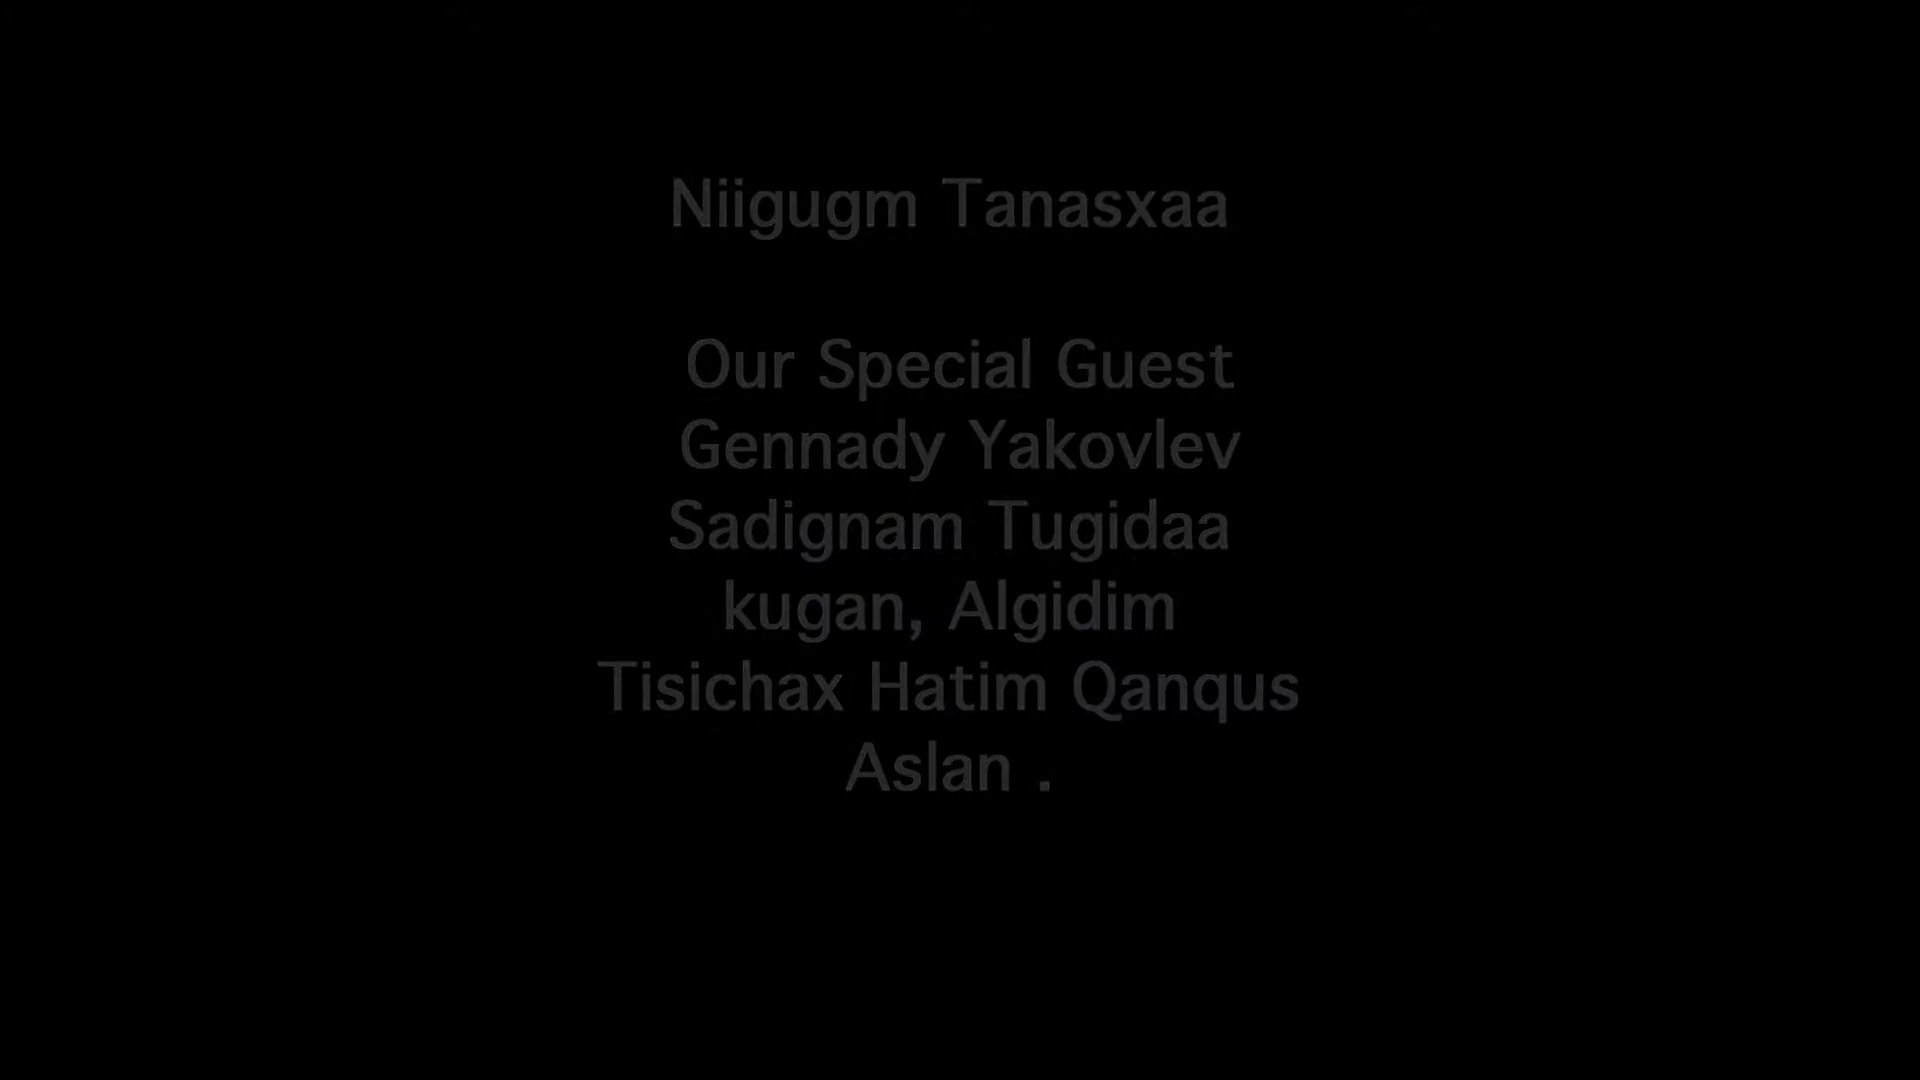 Niigugm Tanasxaa
Our Special Guest
Gennady Yakovlev
Sadignam Tugidaa
kugan, Algidim
Tisichax Hatim Qanqus
Aslan .